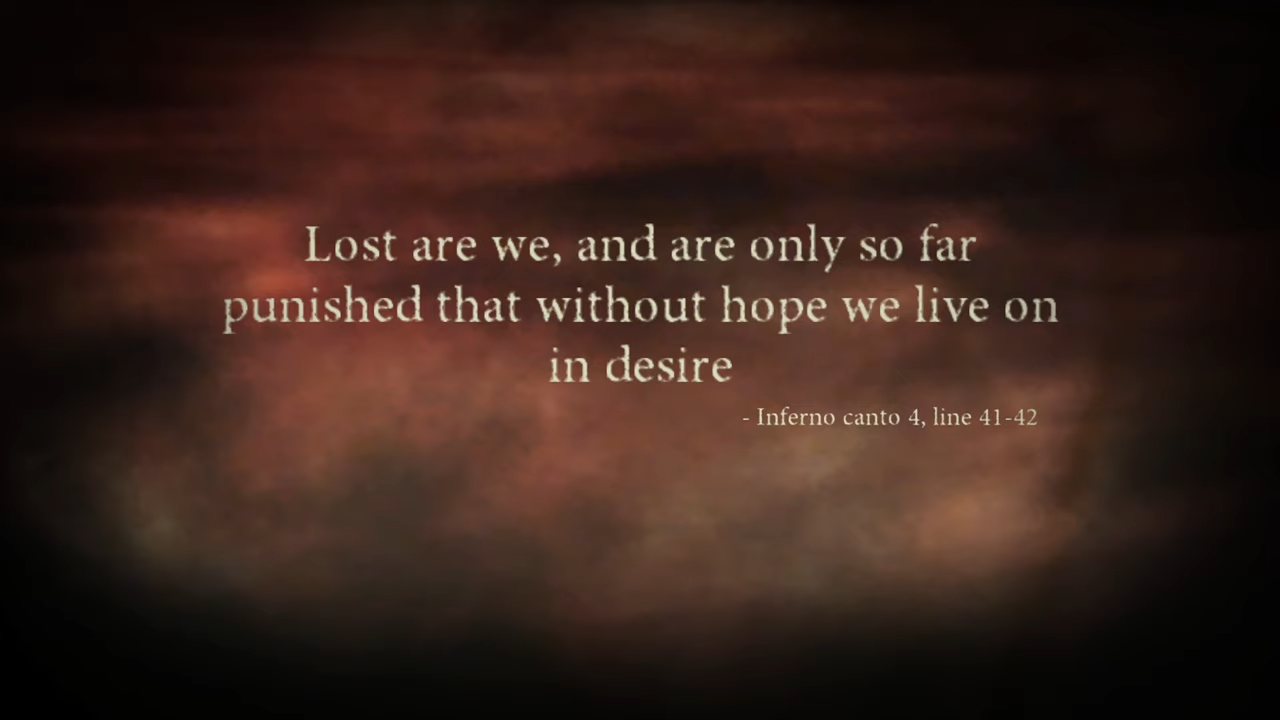 Lost are we, and are only so far
punished that without hope we live on
in desire
- Inferno canto 4, line 41-42